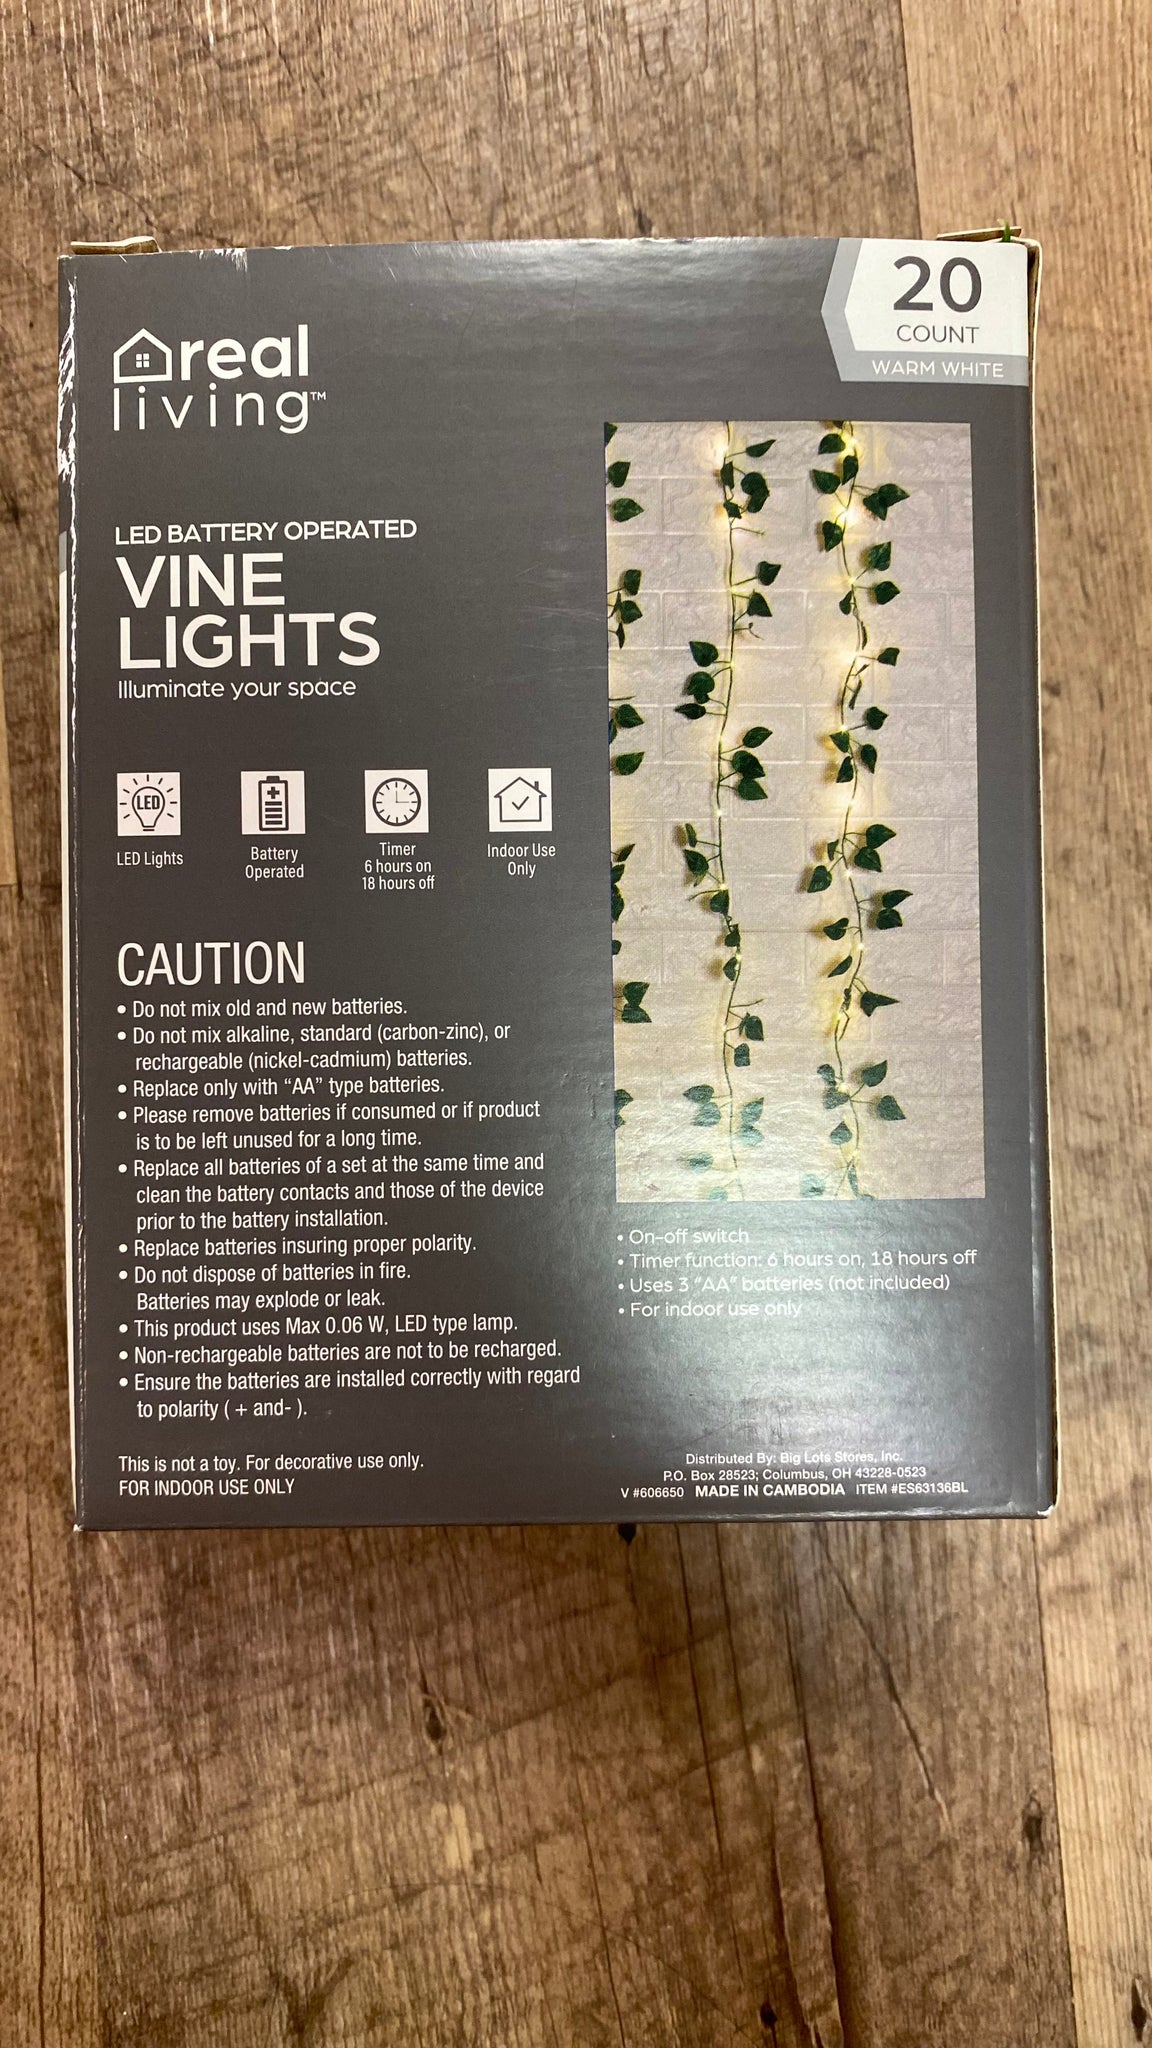 20
COUNT
WARM WHITE
real
living™
LED BATTERY OPERATED
VINE
LIGHTS
Illuminate your space
LED
LED Lights
Battery
Operated
Timer
6 hours on
18 hours off
Indoor Use
Only
CAUTION
• Do not mix old and new batteries.
• Do not mix alkaline, standard (carbon-zinc), or
rechargeable (nickel-cadmium) batteries.
• Replace only with “AA” type batteries.
• Please remove batteries if consumed or if product
is to be left unused for a long time.
• Replace all batteries of a set at the same time and
clean the battery contacts and those of the device
prior to the battery installation.
• Replace batteries insuring proper polarity.
• Do not dispose of batteries in fire.
Batteries may explode or leak.
• This product uses Max 0.06 W, LED type lamp.
• Non-rechargeable batteries are not to be recharged.
• Ensure the batteries are installed correctly with regard
to polarity ( + and- ).
This is not a toy. For decorative use only.
FOR INDOOR USE ONLY
• On-off switch
• Timer function: 6 hours on, 18 hours off
• Uses 3 "AA" batteries (not included)
• For indoor use only
Distributed By: Big Lots Stores, Inc.
P.O. Box 28523; Columbus, OH 43228-0523
V #606650 MADE IN CAMBODIA ITEM #ES63136BL